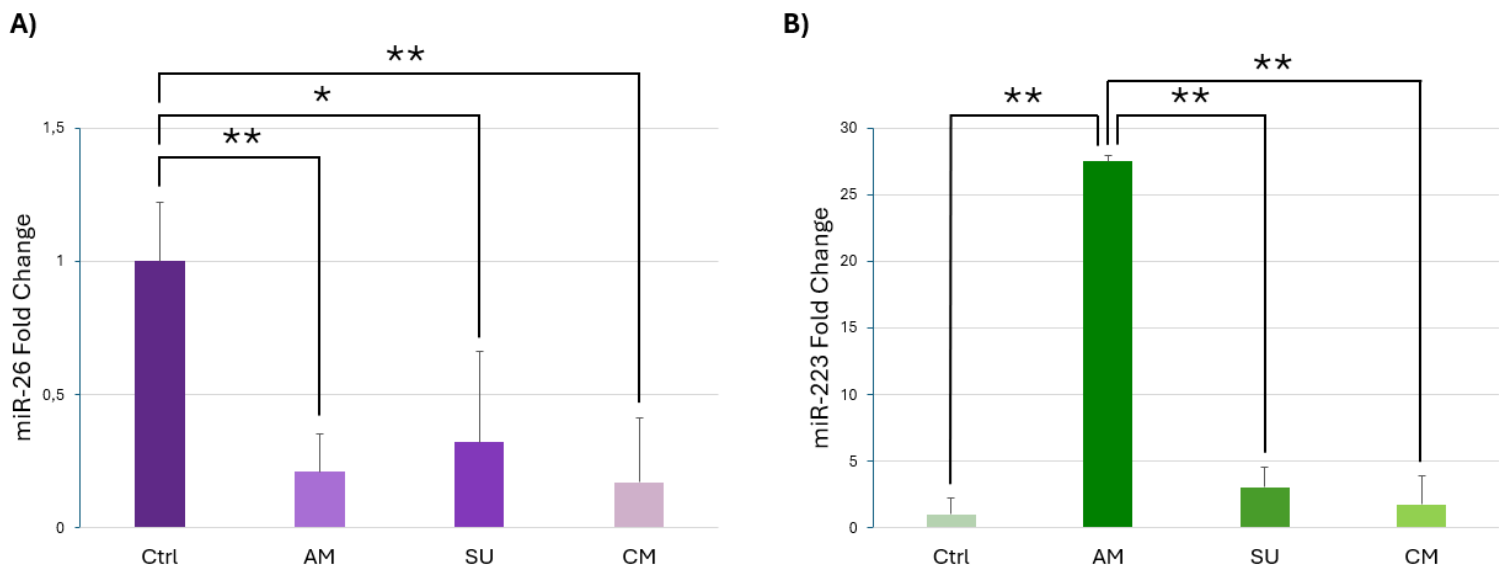 A)
**
*
**
1,5
1
0,5
0
miR-26 Fold Change
Ctrl AM SU CM
B)
**
** **
30
25
20
15
10
5
0
miR-223 Fold Change
Ctrl AM SU CM